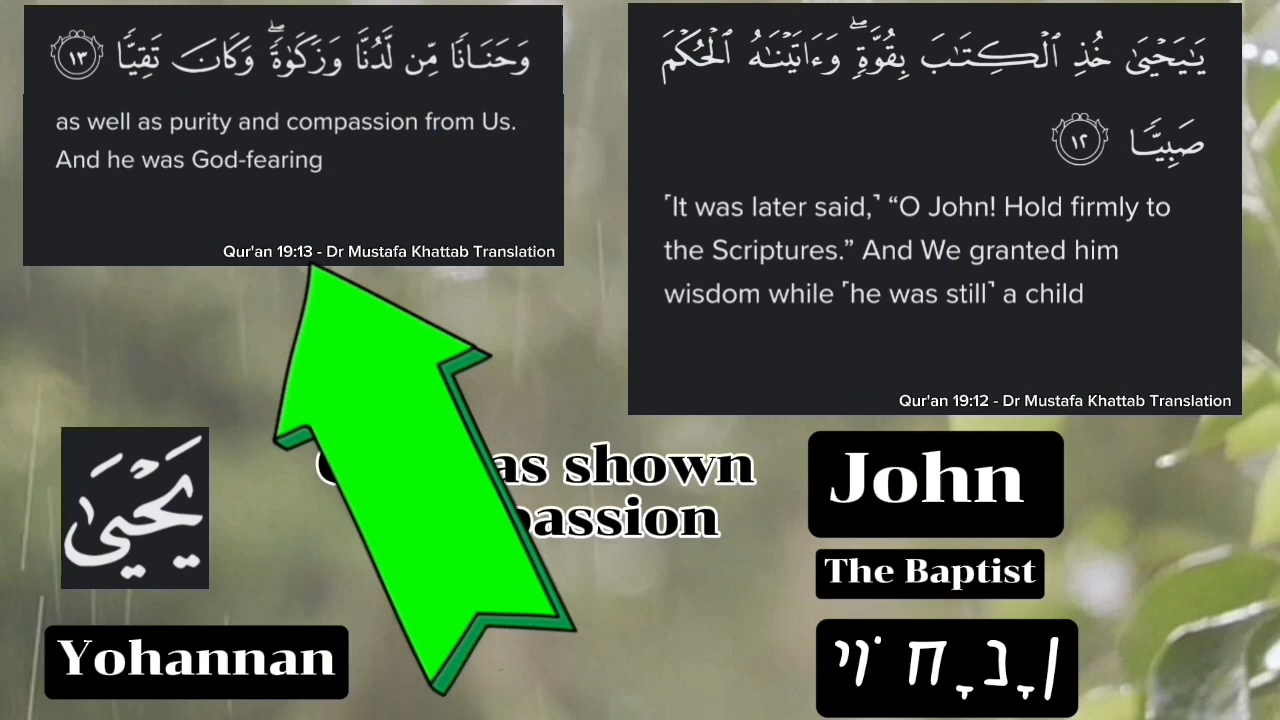 وَحَنَانًا مِّن لَّدُنَّا وَزَكَوٰةً ۖ وَكَانَ تَقِيًّا ١٣
as well as purity and compassion from Us.
And he was God-fearing
Qur'an 19:13 - Dr Mustafa Khattab Translation
يَـٰيَحْيَىٰ خُذِ ٱلْكِتَـٰبَ بِقُوَّةٍ ۖ وَءَاتَيْنَـٰهُ ٱلْحُكْمَ
صَبِيًّا ١٢
⸢It was later said,⸣ “O John! Hold firmly to
the Scriptures.” And We granted him
wisdom while ⸢he was still⸣ a child
Qur'an 19:12 - Dr Mustafa Khattab Translation
يَحْيَىٰ
shown
Yohannan
John
The Baptist
יוֹחָנָן